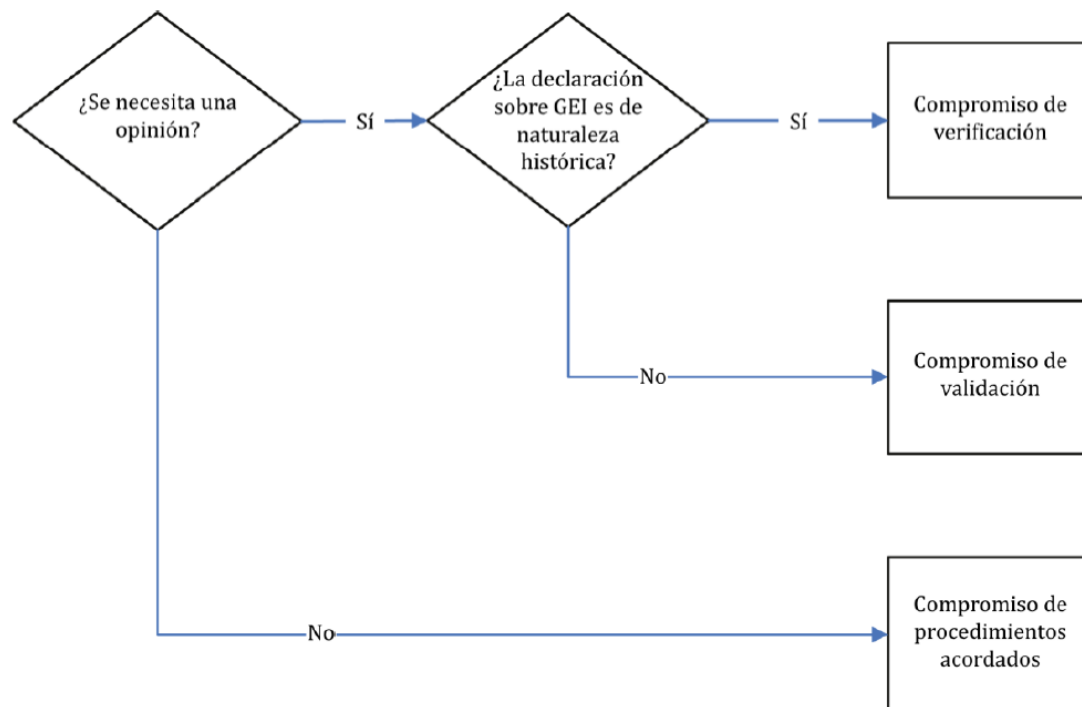 ¿Se necesita una
opinión?
Sí
¿La declaración
sobre GEI es de
naturaleza
histórica?
Sí
Compromiso de
verificación
No
Compromiso de
validación
No
Compromiso de
procedimientos
acordados